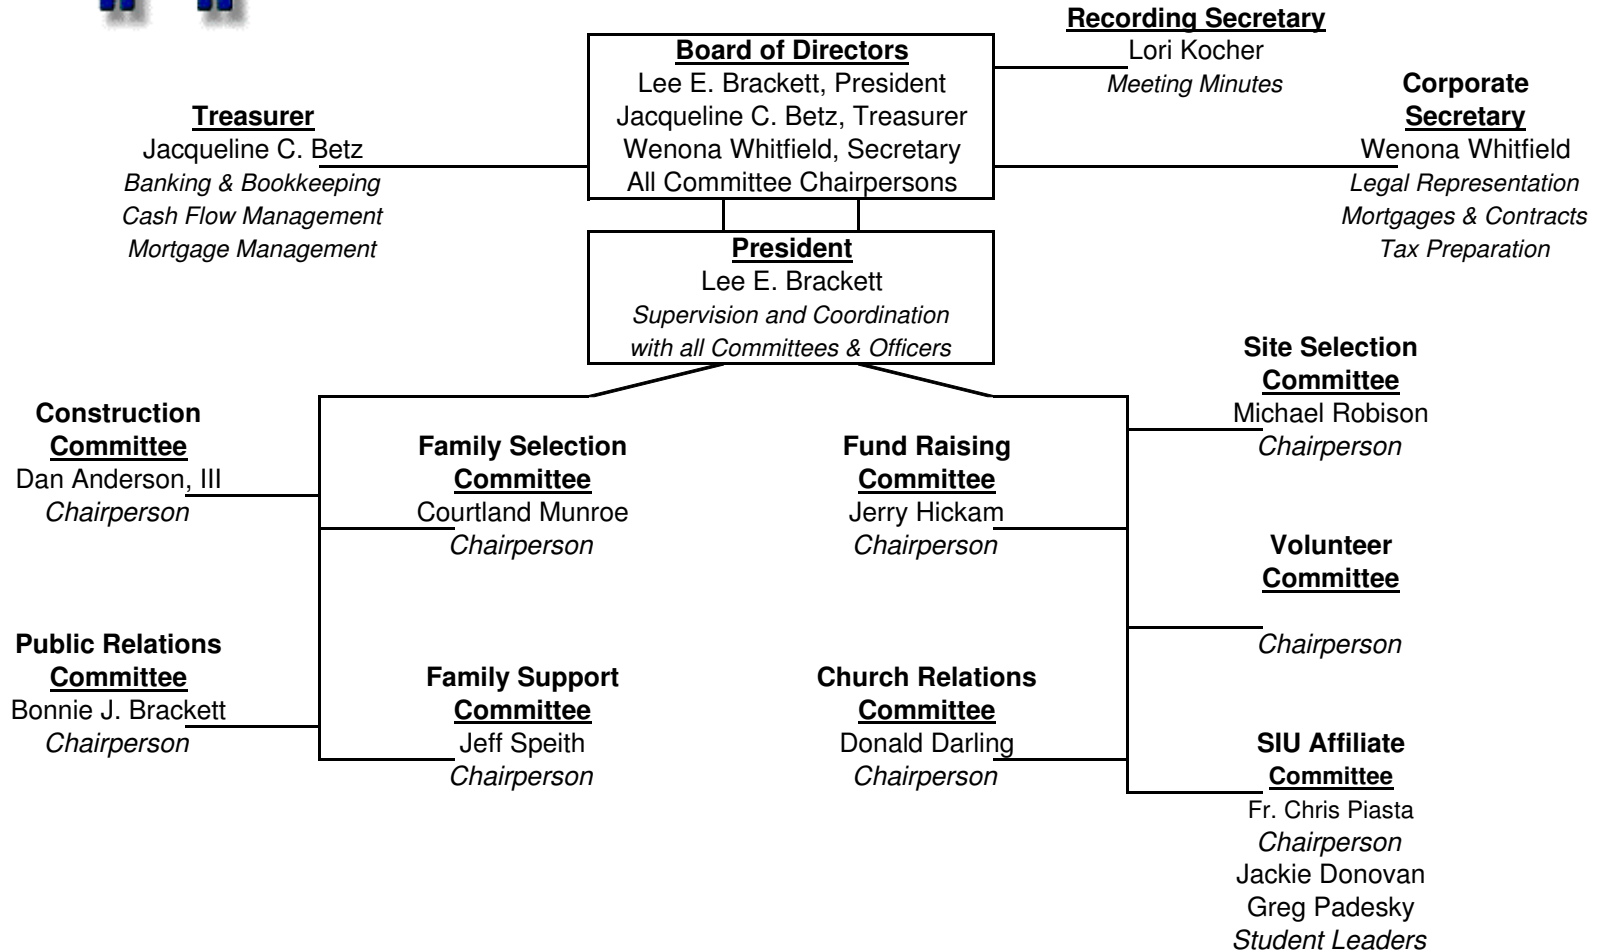 Recording Secretary
Lori Kocher
Meeting Minutes
Board of Directors
Lee E. Brackett, President
Jacqueline C. Betz, Treasurer
Wenona Whitfield, Secretary
All Committee Chairpersons
Corporate
Secretary
Wenona Whitfield
Legal Representation
Mortgages & Contracts
Tax Preparation
Treasurer
Jacqueline C. Betz
Banking & Bookkeeping
Cash Flow Management
Mortgage Management
President
Lee E. Brackett
Supervision and Coordination
with all Committees & Officers
Construction
Committee
Dan Anderson, III
Chairperson
Family Selection
Committee
Courtland Munroe
Chairperson
Fund Raising
Committee
Jerry Hickam
Chairperson
Site Selection
Committee
Michael Robison
Chairperson
Volunteer
Committee
Chairperson
Public Relations
Committee
Bonnie J. Brackett
Chairperson
Family Support
Committee
Jeff Speith
Chairperson
Church Relations
Committee
Donald Darling
Chairperson
SIU Affiliate
Committee
Fr. Chris Piasta
Chairperson
Jackie Donovan
Greg Padesky
Student Leaders